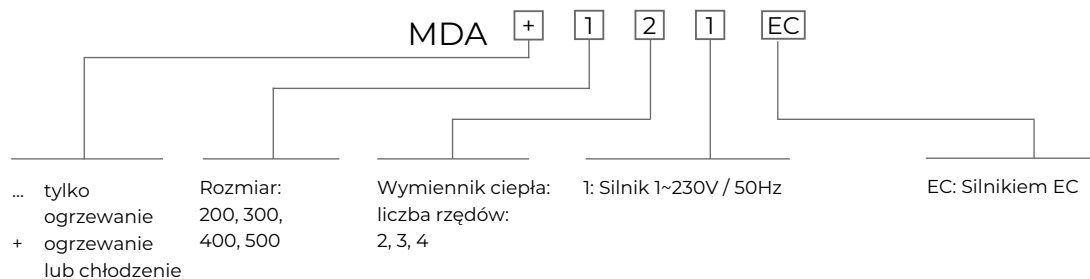 MDA + 1 2 1 EC
... tylko
ogrzewanie
+ ogrzewanie
lub chłodzenie
Rozmiar:
200, 300,
400, 500
Wymiennik ciepła:
liczba rzędów:
2, 3, 4
1: Silnik 1~230V / 50Hz
EC: Silnikiem EC